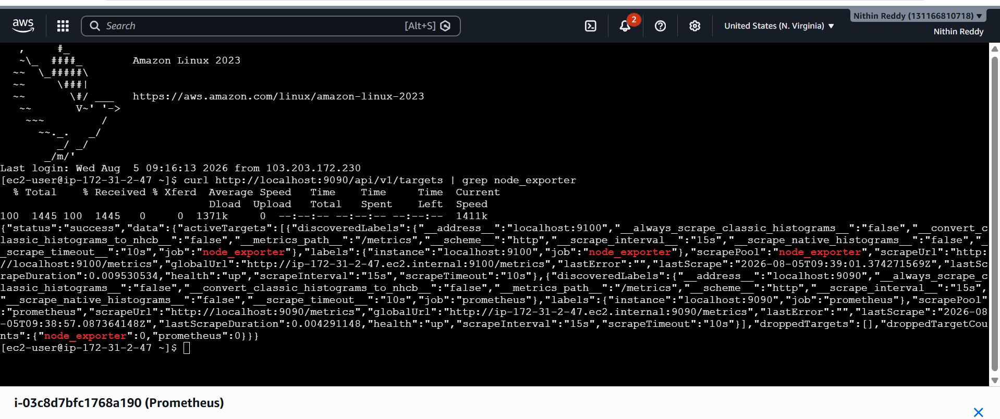 aws
Search
[Alt+S]
2
United States (N. Virginia) ▼
Nithin Reddy (131166810718) ▼
Nithin Reddy
   ,     #_
   ~\_  ####_        Amazon Linux 2023
  ~~  \_#####\
  ~~     \###|
  ~~       \#/ ___   https://aws.amazon.com/linux/amazon-linux-2023
   ~~       V~' '->
    ~~~         /
      ~~._.   _/
         _/ _/
       _/m/'
Last login: Wed Aug  5 09:16:13 2026 from 103.203.172.230
[ec2-user@ip-172-31-2-47 ~]$ curl http://localhost:9090/api/v1/targets | grep node_exporter
  % Total    % Received % Xferd  Average Speed   Time    Time     Time  Current
                                 Dload  Upload   Total   Spent    Left  Speed
100  1445 100  1445   0     0  1371k     0  --:--:-- --:--:-- --:--:--  1411k
{"status":"success","data":{"activeTargets":[{"discoveredLabels":{"__address__":"localhost:9100","__always_scrape_classic_histograms__":"false","__convert_c
lassic_histograms_to_nhcb__":"false","__metrics_path__":"/metrics","__scheme__":"http","__scrape_interval__":"15s","__scrape_native_histograms__":"false","_
_scrape_timeout__":"10s","job":"node_exporter"},"labels":{"instance":"localhost:9100","job":"node_exporter"},"scrapePool":"node_exporter","scrapeUrl":"http:
//localhost:9100/metrics","globalUrl":"http://ip-172-31-2-47.ec2.internal:9100/metrics","lastError":"","lastScrape":"2026-08-05T09:39:01.374271569Z","lastSc
rapeDuration":0.009530534,"health":"up","scrapeInterval":"15s","scrapeTimeout":"10s"},{"discoveredLabels":{"__address__":"localhost:9090","__always_scrape_c
lassic_histograms__":"false","__convert_classic_histograms_to_nhcb__":"false","__metrics_path__":"/metrics","__scheme__":"http","__scrape_interval__":"15s",
"__scrape_native_histograms__":"false","__scrape_timeout__":"10s","job":"prometheus"},"labels":{"instance":"localhost:9090","job":"prometheus"},"scrapePool"
:"prometheus","scrapeUrl":"http://localhost:9090/metrics","globalUrl":"http://ip-172-31-2-47.ec2.internal:9090/metrics","lastError":"","lastScrape":"2026-08
-05T09:38:57.087364148Z","lastScrapeDuration":0.004291148,"health":"up","scrapeInterval":"15s","scrapeTimeout":"10s"}],"droppedTargets":[],"droppedTargetCou
nts":{"node_exporter":0,"prometheus":0}}}
[ec2-user@ip-172-31-2-47 ~]$
i-03c8d7bfc1768a190 (Prometheus)